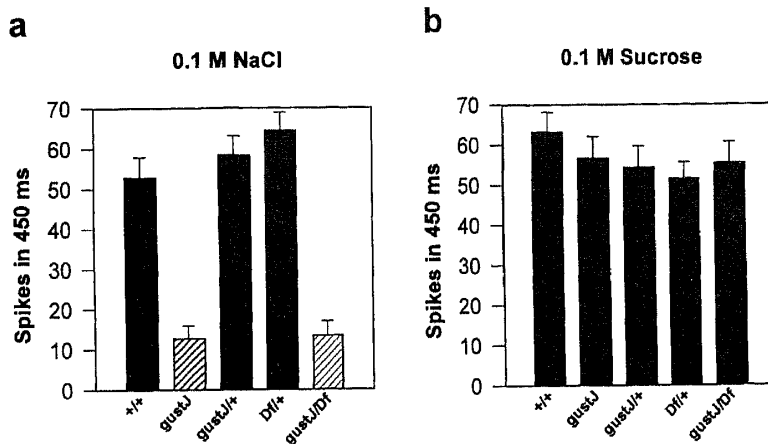 a
0.1 M NaCl
Spikes in 450 ms
70
60
50
40
30
20
10
0
+/+
gustJ
gustJ/+
Df/+
gustJ/Df
b
0.1 M Sucrose
Spikes in 450 ms
70
60
50
40
30
20
10
0
+/+
gustJ
gustJ/+
Df/+
gustJ/Df